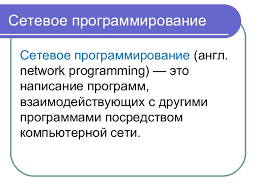 Сетевое программирование
Сетевое программирование (англ.
network programming) — это
написание программ,
взаимодействующих с другими
программами посредством
компьютерной сети.